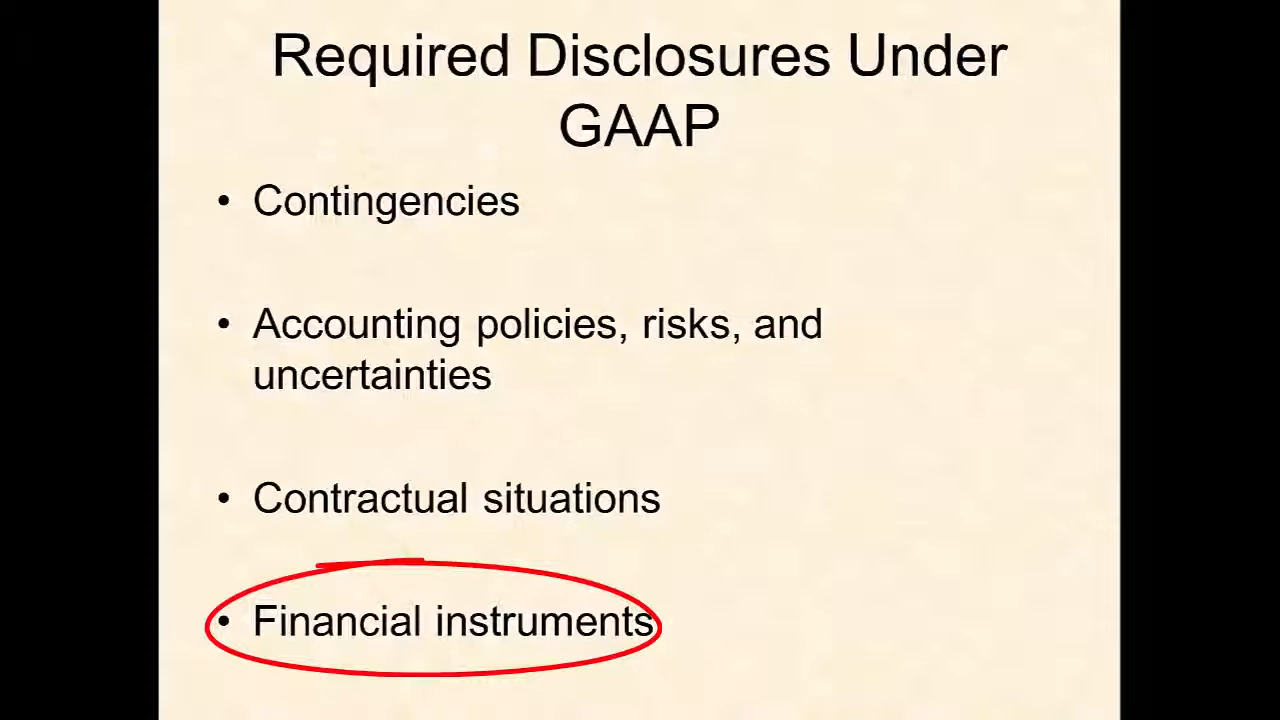 Required Disclosures Under
GAAP
• Contingencies
• Accounting policies, risks, and
uncertainties
• Contractual situations
• Financial instruments